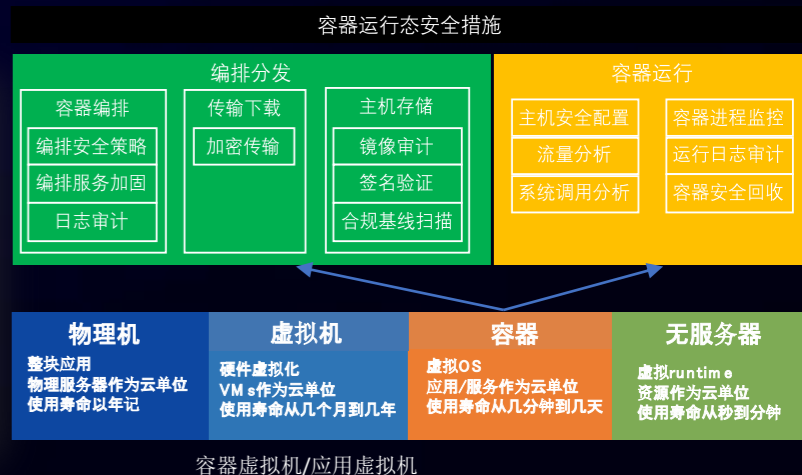 容器运行态安全措施
编排分发
容器编排
编排安全策略
编排服务加固
日志审计
传输下载
加密传输
主机存储
镜像审计
签名验证
合规基线扫描
容器运行
主机安全配置
流量分析
系统调用分析
容器进程监控
运行日志审计
容器安全回收
物理机
整块应用
物理服务器作为云单位
使用寿命以年记
虚拟机
硬件虚拟化
VMs作为云单位
使用寿命从几个月到几年
容器
虚拟OS
应用/服务作为云单位
使用寿命从几分钟到几天
无服务器
虚拟runtime
资源作为云单位
使用寿命从秒到分钟
容器虚拟机/应用虚拟机